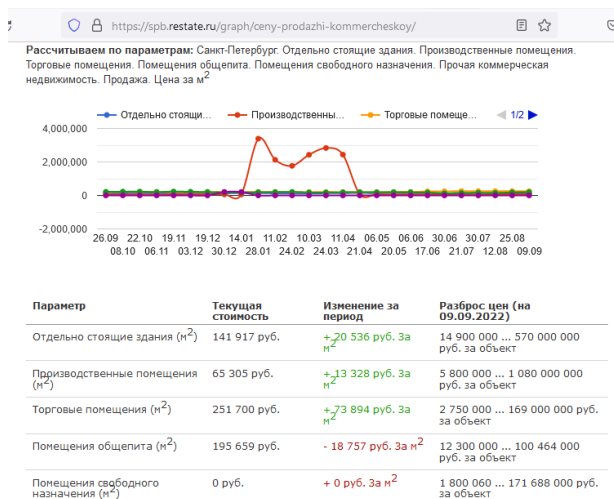 https://spb.restate.ru/graph/ceny-prodazhi-kommercheskoy/
Рассчитываем по параметрам: Санкт-Петербург. Отдельно стоящие здания. Производственные помещения.
Торговые помещения. Помещения общепита. Помещения свободного назначения. Прочая коммерческая
недвижимость. Продажа. Цена за м2
Отдельно стоящи... Производственны... Торговые помеще... 1/2
4,000,000
2,000,000
0
-2,000,000
26.09 22.10 19.11 19.12 14.01 11.02 10.03 11.04 06.05 06.06 30.06 30.07 25.08
08.10 06.11 03.12 30.12 28.01 24.02 24.03 21.04 20.05 17.06 21.07 12.08 09.09
Параметр Текущая стоимость Изменение за период Разброс цен (на 09.09.2022)
Отдельно стоящие здания (м2) 141 917 руб. + 20 536 руб. За м2 14 900 000 ... 570 000 000 руб. за объект
Производственные помещения (м2) 65 305 руб. + 13 328 руб. За м2 5 800 000 ... 1 080 000 000 руб. за объект
Торговые помещения (м2) 251 700 руб. + 73 894 руб. За м2 2 750 000 ... 169 000 000 руб. за объект
Помещения общепита (м2) 195 659 руб. - 18 757 руб. За м2 12 300 000 ... 100 464 000 руб. за объект
Помещения свободного назначения (м2) 0 руб. + 0 руб. За м2 1 800 060 ... 171 688 000 руб. за объект